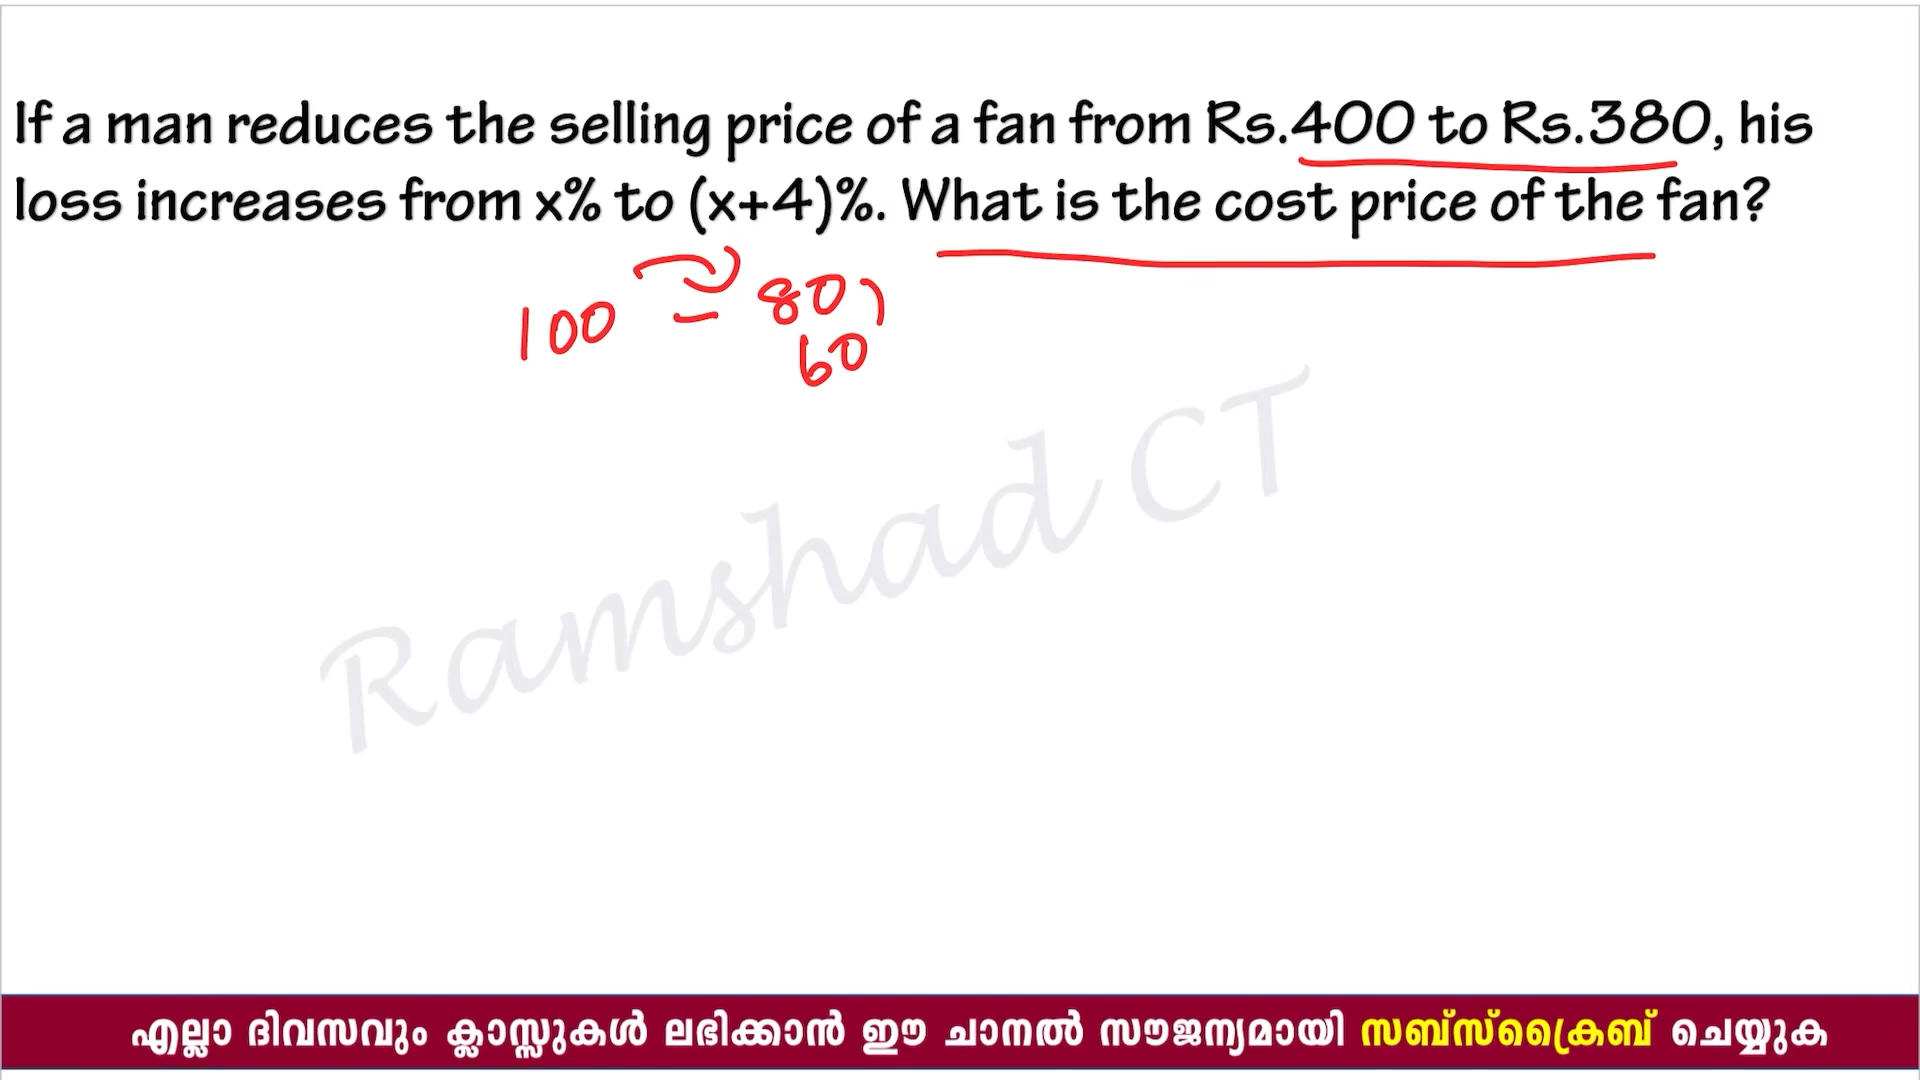 If a man reduces the selling price of a fan from Rs.400 to Rs.380, his
loss increases from x% to (x+4)%. What is the cost price of the fan?
100 - 80,
60
Ramshad CT
എല്ലാ ദിവസവും ക്ലാസ്സുകൾ ലഭിക്കാൻ ഈ ചാനൽ സൗജന്യമായി സബ്സ്ക്രൈബ് ചെയ്യുക